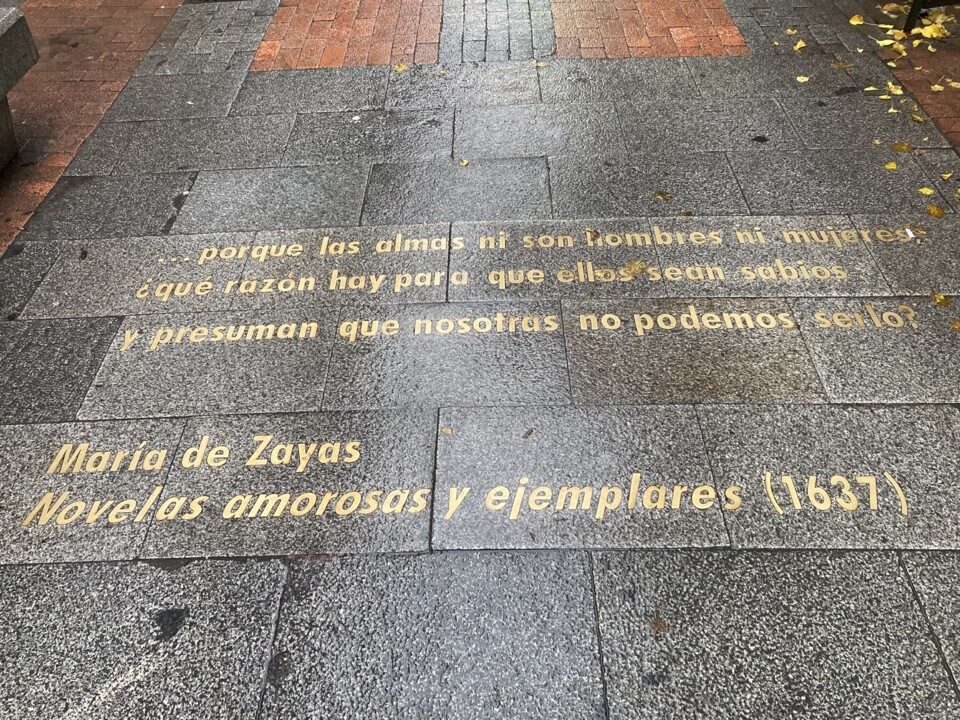 ...porque las almas ni son hombres ni mujeres:
¿qué razón hay para que ellos sean sabios
y presuman que nosotras no podemos serlo?
María de Zayas
Novelas amorosas y ejemplares (1637)